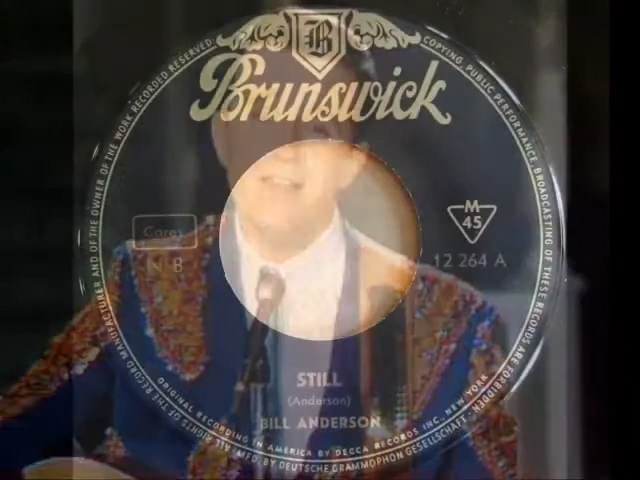 B
Brunswick
COPYING, PUBLIC PERFORMANCE, BROADCASTING OF THESE RECORDS ARE FORBIDDEN
ALL RIGHTS OF THE RECORD MANUFACTURER AND OF THE OWNER OF THE WORK RECORDED RESERVED.
M
45
N B
12 264 A
STILL
(Anderson)
BILL ANDERSON
ORIGINAL RECORDING IN AMERICA BY DECCA RECORDS INC., NEW YORK
MFD. BY DEUTSCHE GRAMMOPHON GESELLSCHAFT